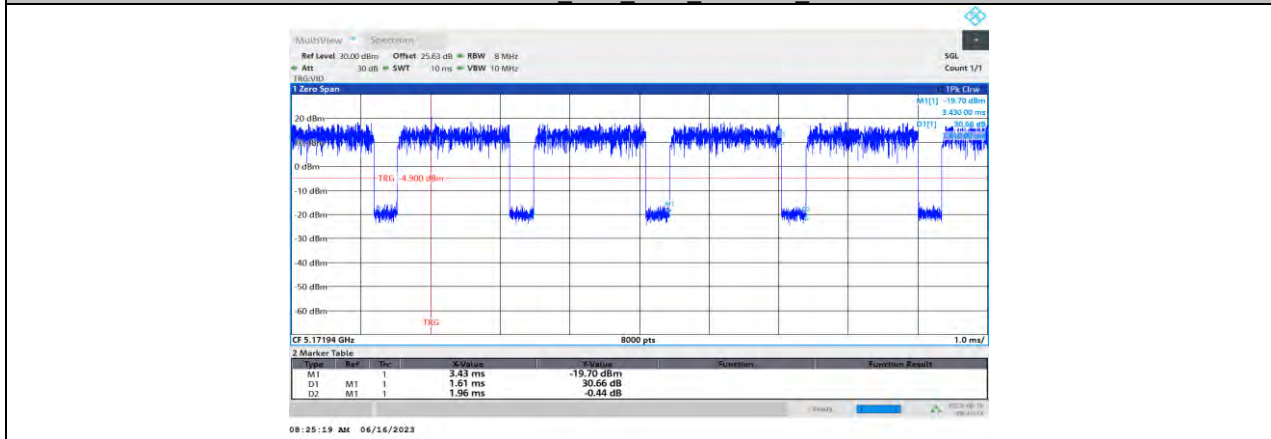 MultiView Spectrum
Ref Level 30.00 dBm Offset 25.63 dB RBW 8 MHz SGL
Att 30 dB SWT 10 ms VBW 10 MHz Count 1/1
TRG:VID
1 Zero Span 1Pk Clrw
M1[1] -19.70 dBm
3.430 00 ms
20 dBm
D1[1] 30.66 dB
0 dBm
TRG -4.900 dBm
-10 dBm
M1
-20 dBm
-30 dBm
-40 dBm
-50 dBm
-60 dBm
TRG
CF 5.17194 GHz 8000 pts 1.0 ms/
2 Marker Table
Type Ref Trc X-Value Y-Value Function Function Result
M1 1 3.43 ms -19.70 dBm
D1 M1 1 1.61 ms 30.66 dB
D2 M1 1 1.96 ms -0.44 dB
Ready
08:25:19 AM 06/16/2023